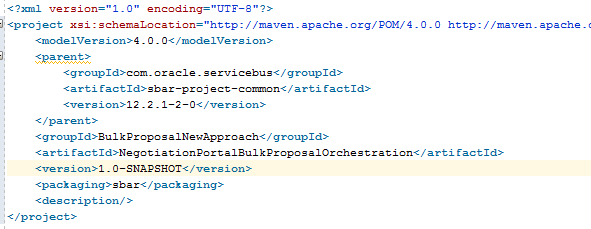 <?xml version="1.0" encoding="UTF-8"?>
<project xsi:schemaLocation="http://maven.apache.org/POM/4.0.0 http://maven.apache.
<modelVersion>4.0.0</modelVersion>
<parent>
<groupId>com.oracle.servicebus</groupId>
<artifactId>sbar-project-common</artifactId>
<version>12.2.1-2-0</version>
</parent>
<groupId>BulkProposalNewApproach</groupId>
<artifactId>NegotiationPortalBulkProposalOrchestration</artifactId>
<version>1.0-SNAPSHOT</version>
<packaging>sbar</packaging>
<description/>
</project>